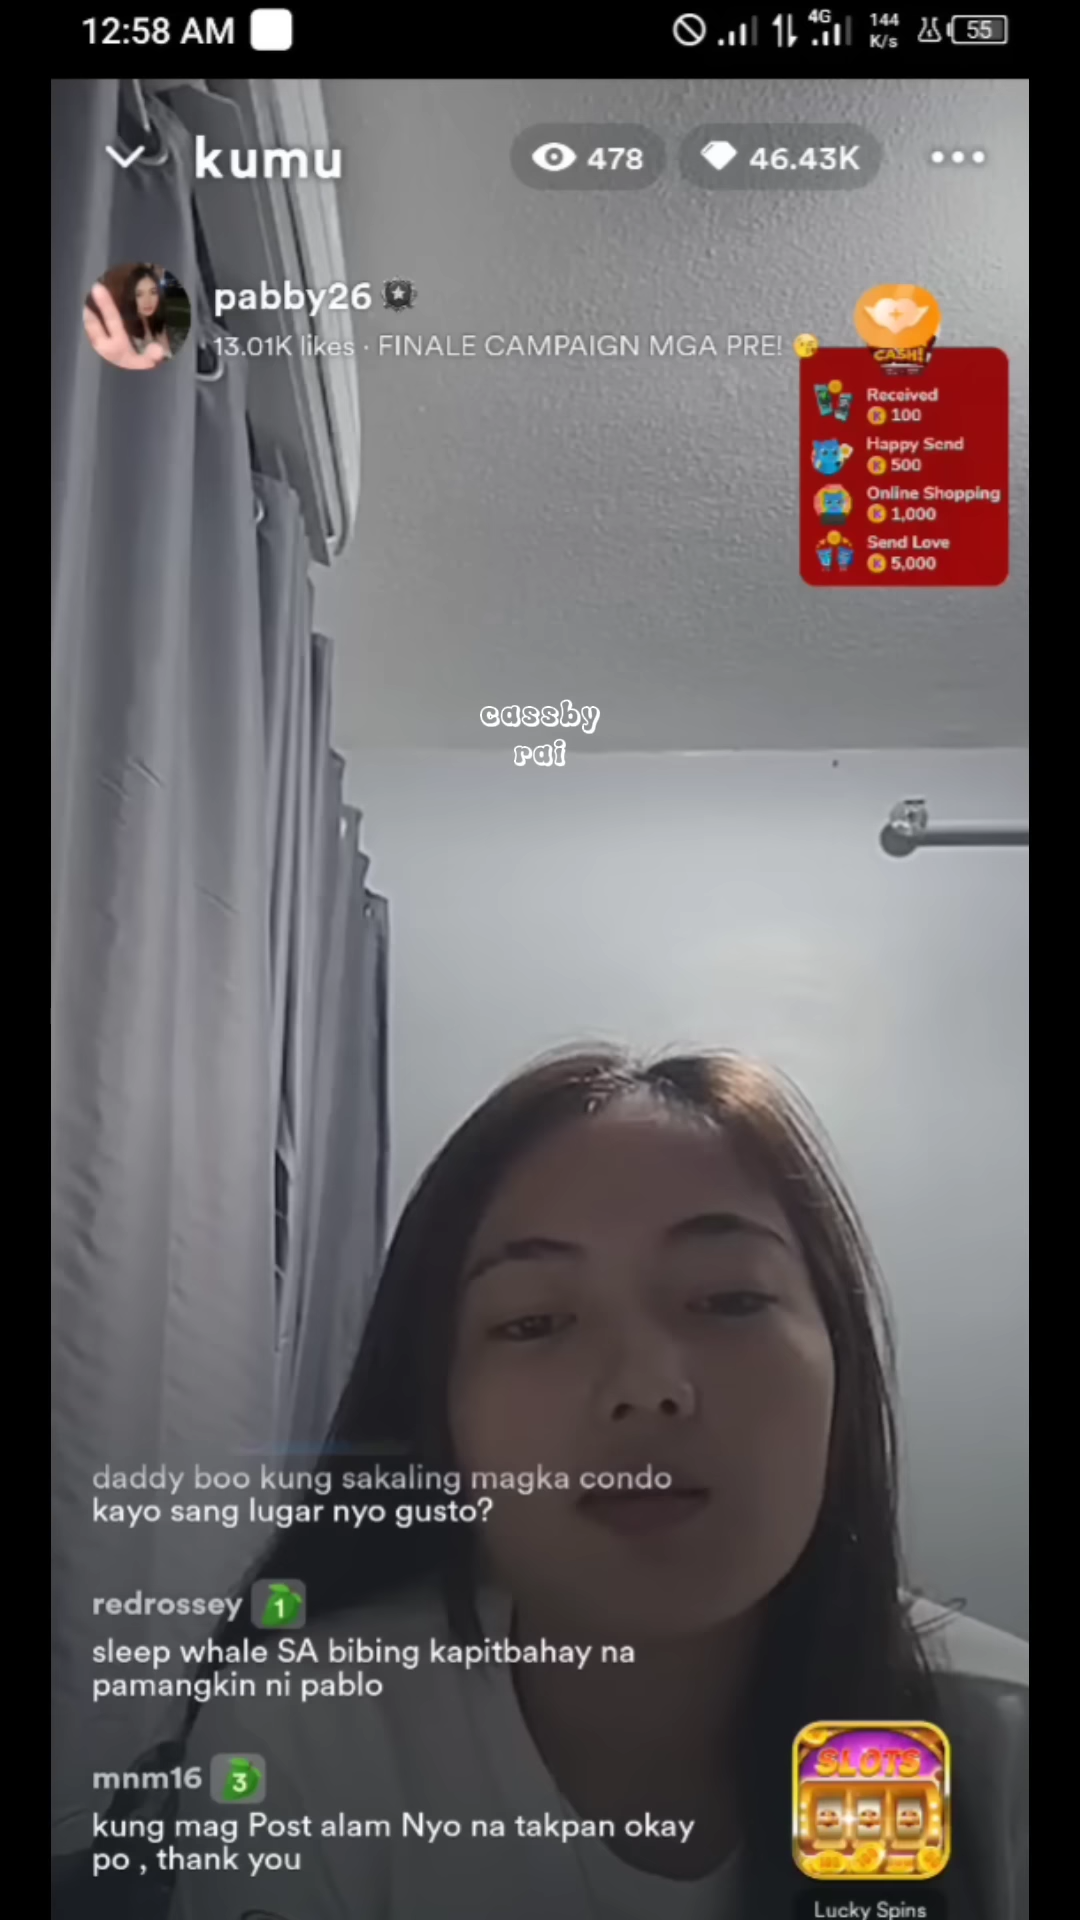 12:58 AM
4G
144
K/s
55
kumu
478
46.43K
pabby26
13.01K likes · FINALE CAMPAIGN MGA PRE! 😘
CASH!
Received
K 100
Happy Send
K 500
Online Shopping
K 1,000
Send Love
K 5,000
cassby
rai
daddy boo kung sakaling magka condo
kayo sang lugar nyo gusto?
redrossey 1
sleep whale SA bibing kapitbahay na
pamangkin ni pablo
mnm16 3
kung mag Post alam Nyo na takpan okay
po , thank you
SLOTS
Lucky Spins